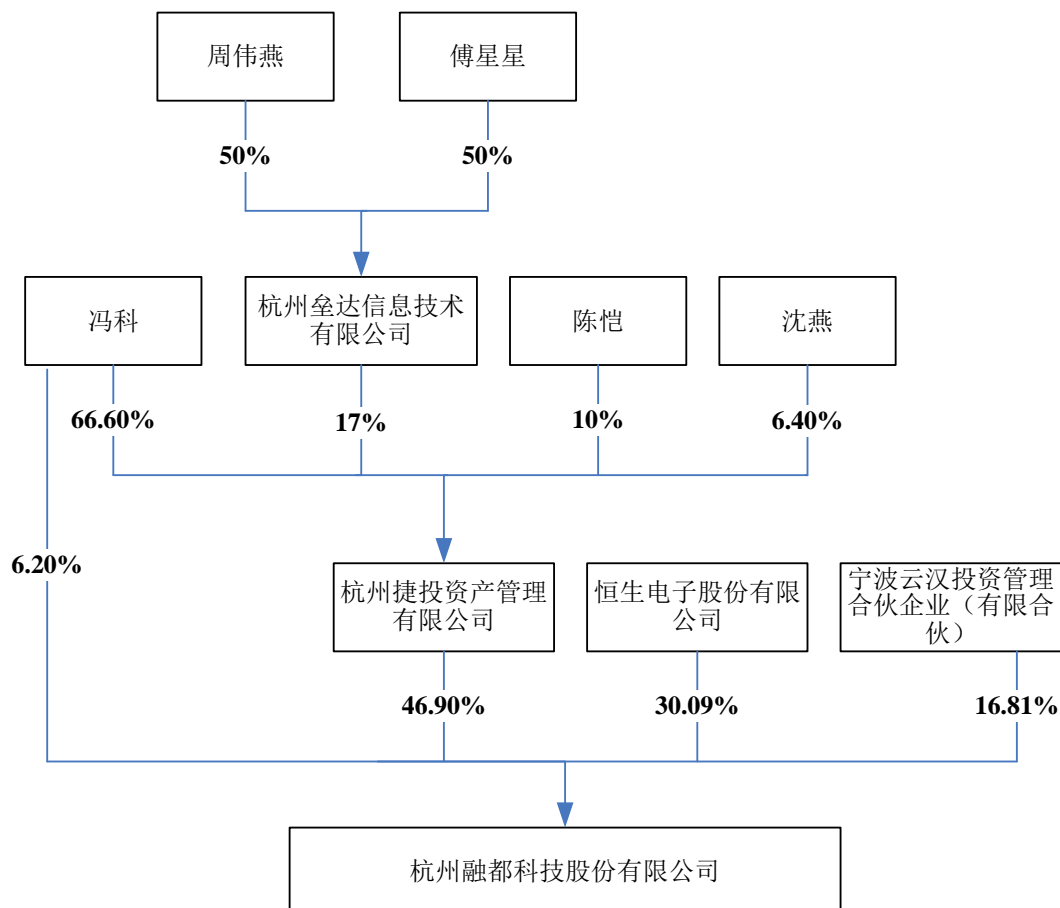 周伟燕
傅星星
50%
50%
冯科
杭州垒达信息技术
有限公司
陈恺
沈燕
66.60%
17%
10%
6.40%
6.20%
杭州捷投资产管理
有限公司
恒生电子股份有限
公司
宁波云汉投资管理
合伙企业（有限合
伙）
46.90%
30.09%
16.81%
杭州融都科技股份有限公司